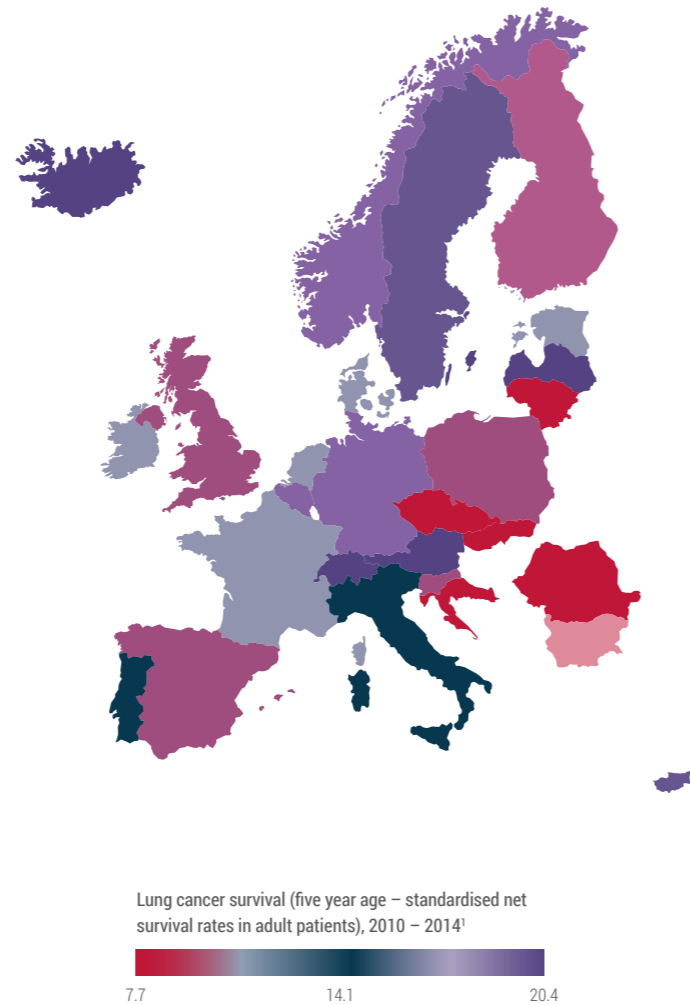 Lung cancer survival (five year age – standardised net
survival rates in adult patients), 2010 – 2014¹
7.7 14.1 20.4